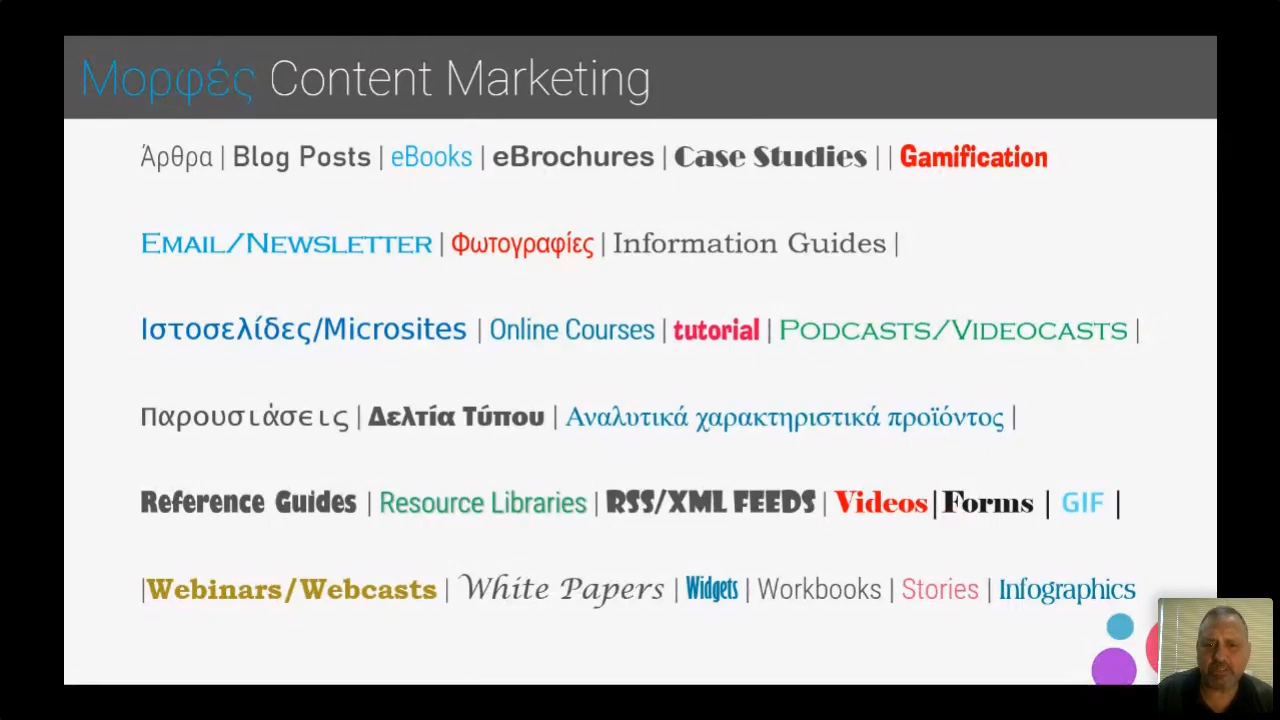 Μορφές Content Marketing
Άρθρα | Blog Posts | eBooks | eBrochures | Case Studies | | Gamification
Email/Newsletter | Φωτογραφίες | Information Guides |
Ιστοσελίδες/Microsites | Online Courses | tutorial | Podcasts/Videocasts |
Παρουσιάσεις | Δελτία Τύπου | Αναλυτικά χαρακτηριστικά προϊόντος |
Reference Guides | Resource Libraries | RSS/XML FEEDS | Videos|Forms | GIF |
|Webinars/Webcasts | White Papers | Widgets | Workbooks | Stories | Infographics